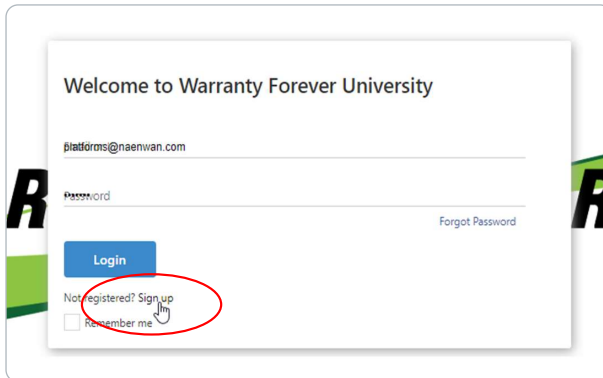 Welcome to Warranty Forever University
platforms@naenwan.com
Password
Forgot Password
Login
Not registered? Sign up
Remember me
R
R